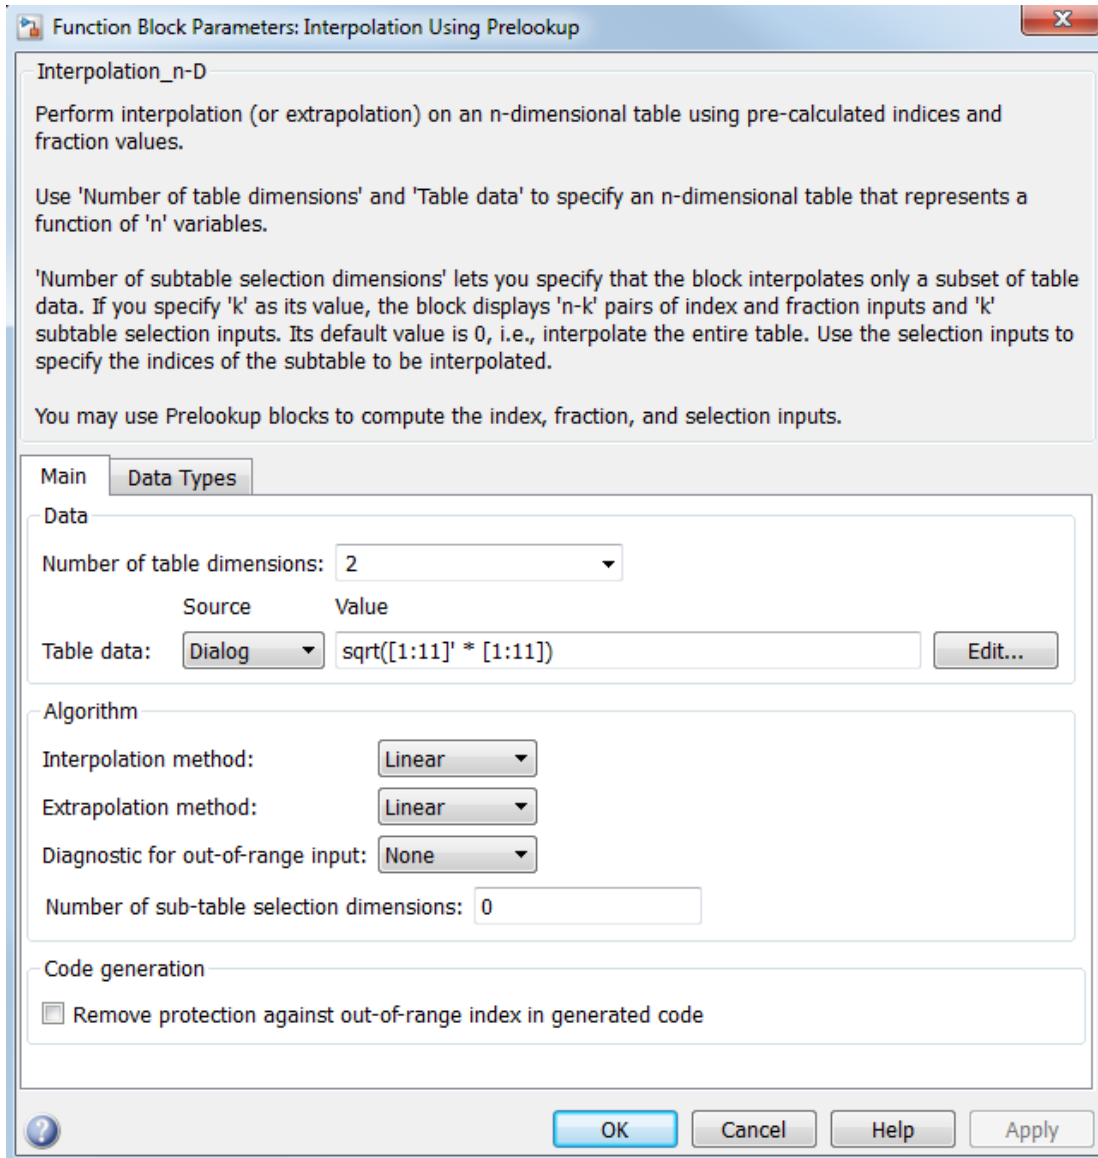 Function Block Parameters: Interpolation Using Prelookup
x
Interpolation_n-D
Perform interpolation (or extrapolation) on an n-dimensional table using pre-calculated indices and
fraction values.
Use 'Number of table dimensions' and 'Table data' to specify an n-dimensional table that represents a
function of 'n' variables.
'Number of subtable selection dimensions' lets you specify that the block interpolates only a subset of table
data. If you specify 'k' as its value, the block displays 'n-k' pairs of index and fraction inputs and 'k'
subtable selection inputs. Its default value is 0, i.e., interpolate the entire table. Use the selection inputs to
specify the indices of the subtable to be interpolated.
You may use Prelookup blocks to compute the index, fraction, and selection inputs.
Main Data Types
Data
Number of table dimensions: 2
Source Value
Table data: Dialog sqrt([1:11]' * [1:11]) Edit...
Algorithm
Interpolation method: Linear
Extrapolation method: Linear
Diagnostic for out-of-range input: None
Number of sub-table selection dimensions: 0
Code generation
Remove protection against out-of-range index in generated code
? OK Cancel Help Apply